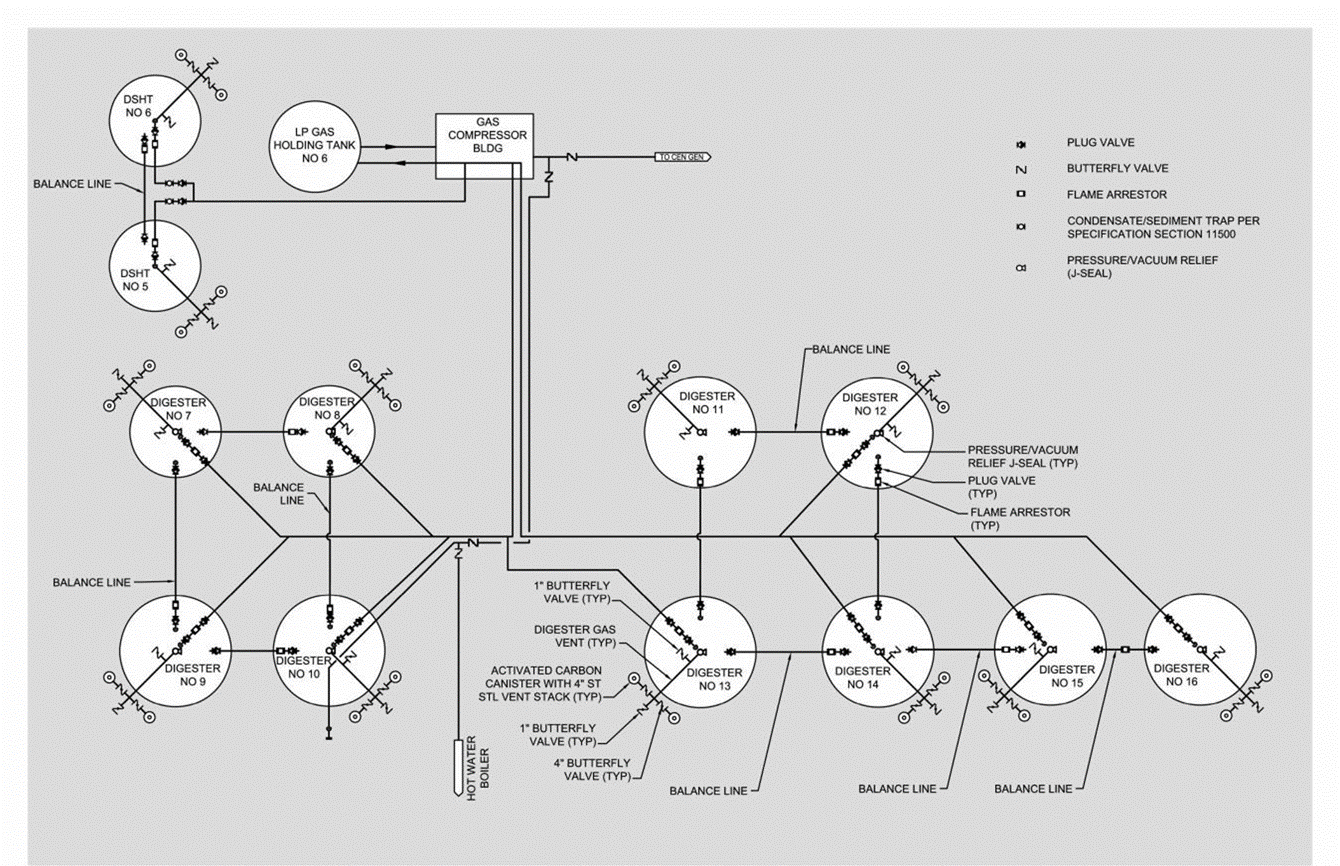 DSHT
NO 6
LP GAS
HOLDING TANK
NO 6
GAS
COMPRESSOR
BLDG
TO CEN GEN
BALANCE LINE
DSHT
NO 5
PLUG VALVE
BUTTERFLY VALVE
FLAME ARRESTOR
CONDENSATE/SEDIMENT TRAP PER
SPECIFICATION SECTION 11500
PRESSURE/VACUUM RELIEF
(J-SEAL)
DIGESTER
NO 7
DIGESTER
NO 8
DIGESTER
NO 11
BALANCE LINE
DIGESTER
NO 12
PRESSURE/VACUUM
RELIEF J-SEAL (TYP)
PLUG VALVE
(TYP)
FLAME ARRESTOR
(TYP)
BALANCE
LINE
BALANCE LINE
DIGESTER
NO 9
DIGESTER
NO 10
1" BUTTERFLY
VALVE (TYP)
DIGESTER GAS
VENT (TYP)
ACTIVATED CARBON
CANISTER WITH 4" ST
STL VENT STACK (TYP)
1" BUTTERFLY
VALVE (TYP)
4" BUTTERFLY
VALVE (TYP)
DIGESTER
NO 13
DIGESTER
NO 14
DIGESTER
NO 15
DIGESTER
NO 16
HOT WATER
BOILER
BALANCE LINE
BALANCE LINE
BALANCE LINE